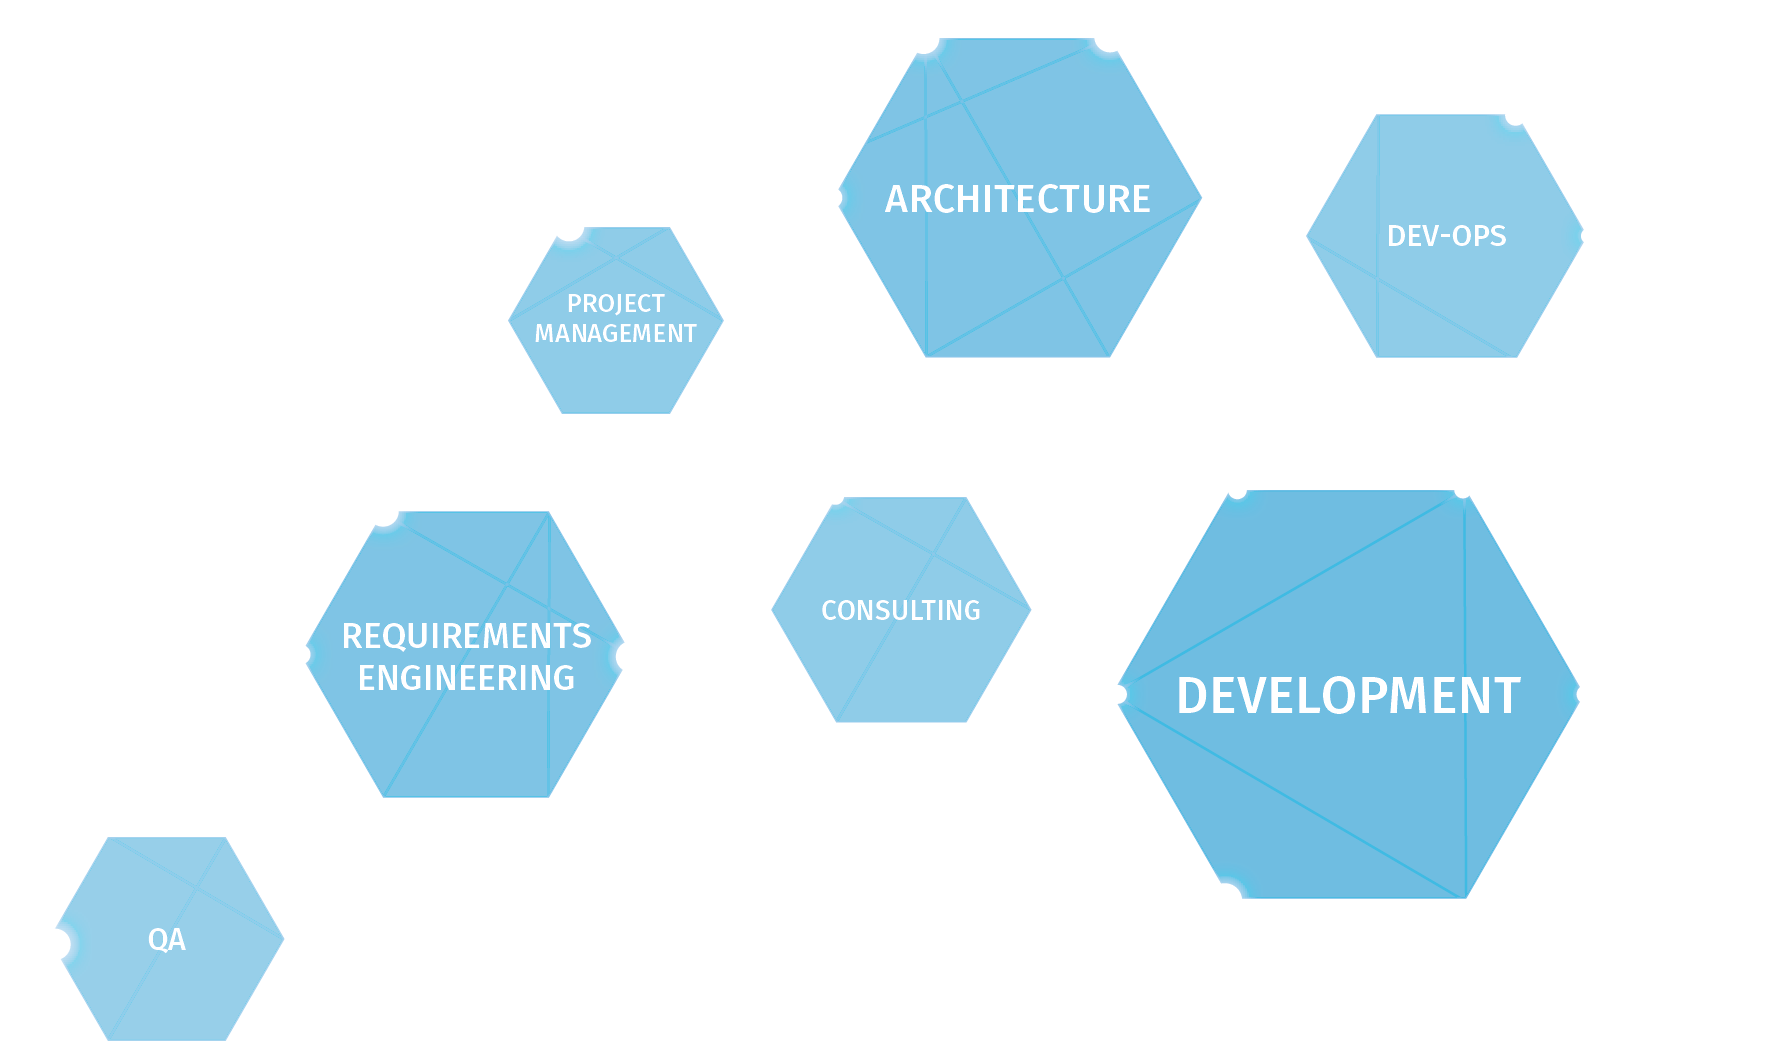 ARCHITECTURE
DEV-OPS
PROJECT
MANAGEMENT
REQUIREMENTS
ENGINEERING
CONSULTING
DEVELOPMENT
QA